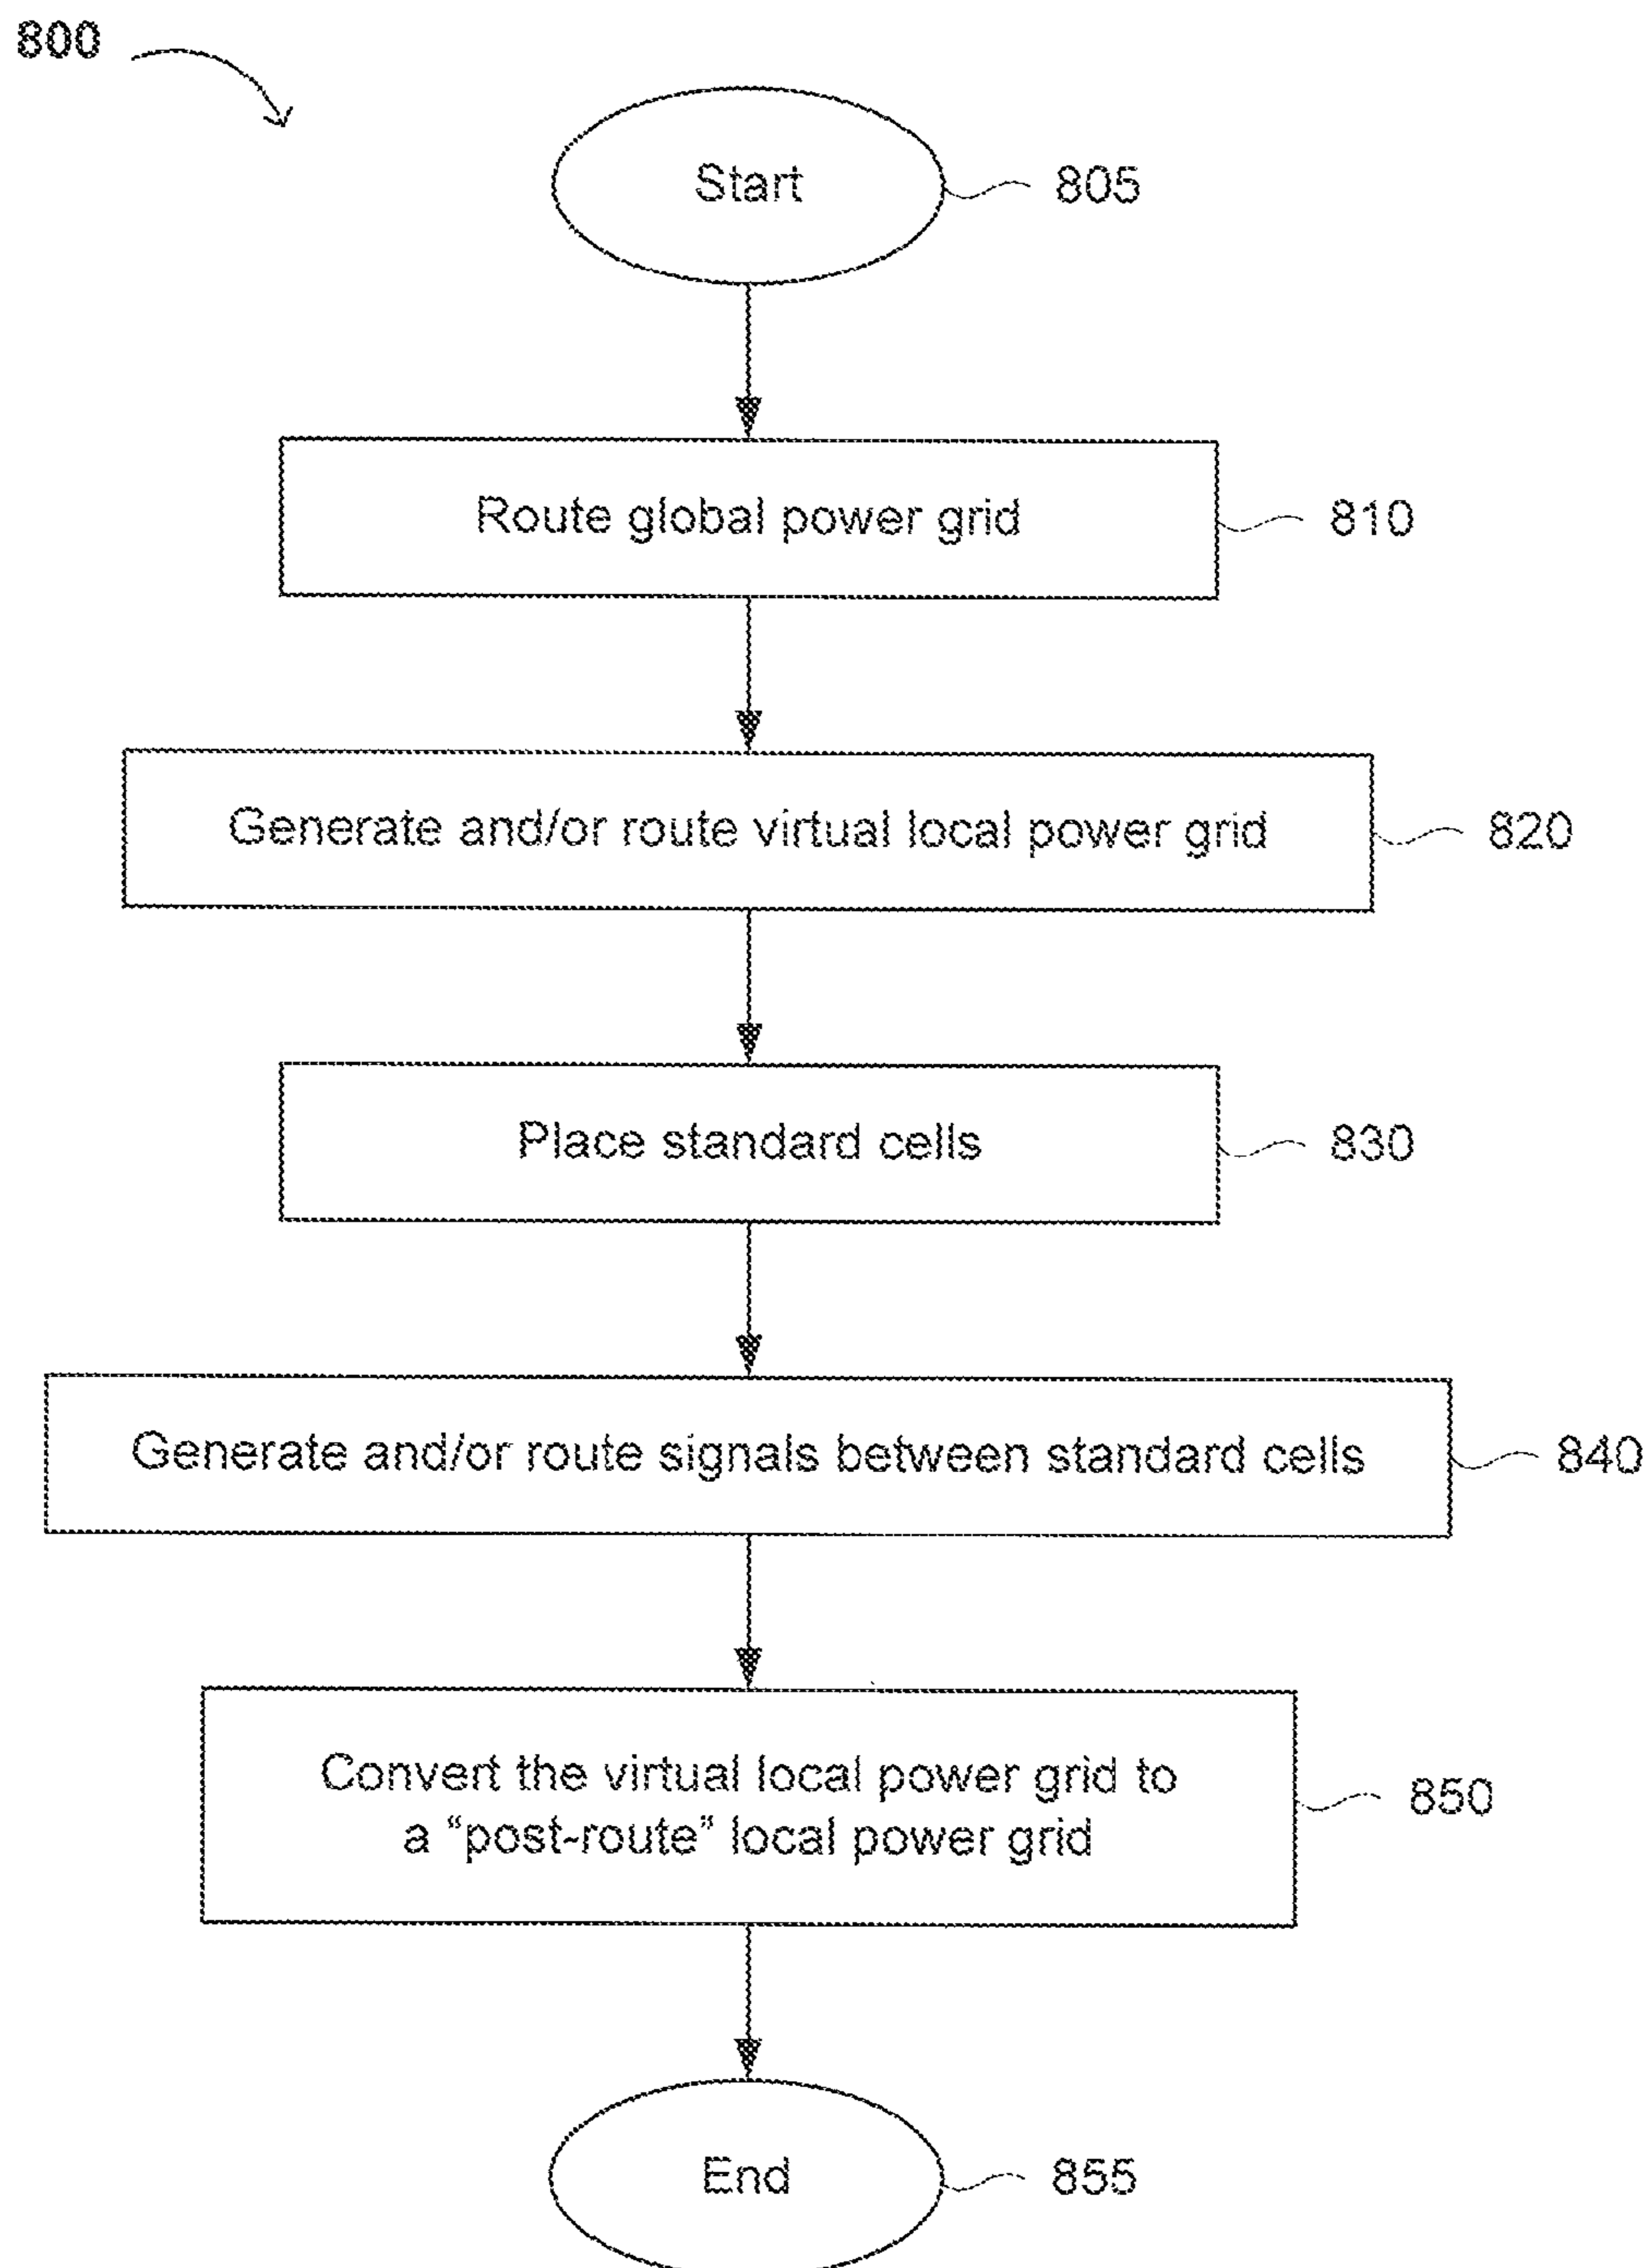 800
Start
805
Route global power grid
810
Generate and/or route virtual local power grid
820
Place standard cells
830
Generate and/or route signals between standard cells
840
Convert the virtual local power grid to
a “post-route” local power grid
850
End
855